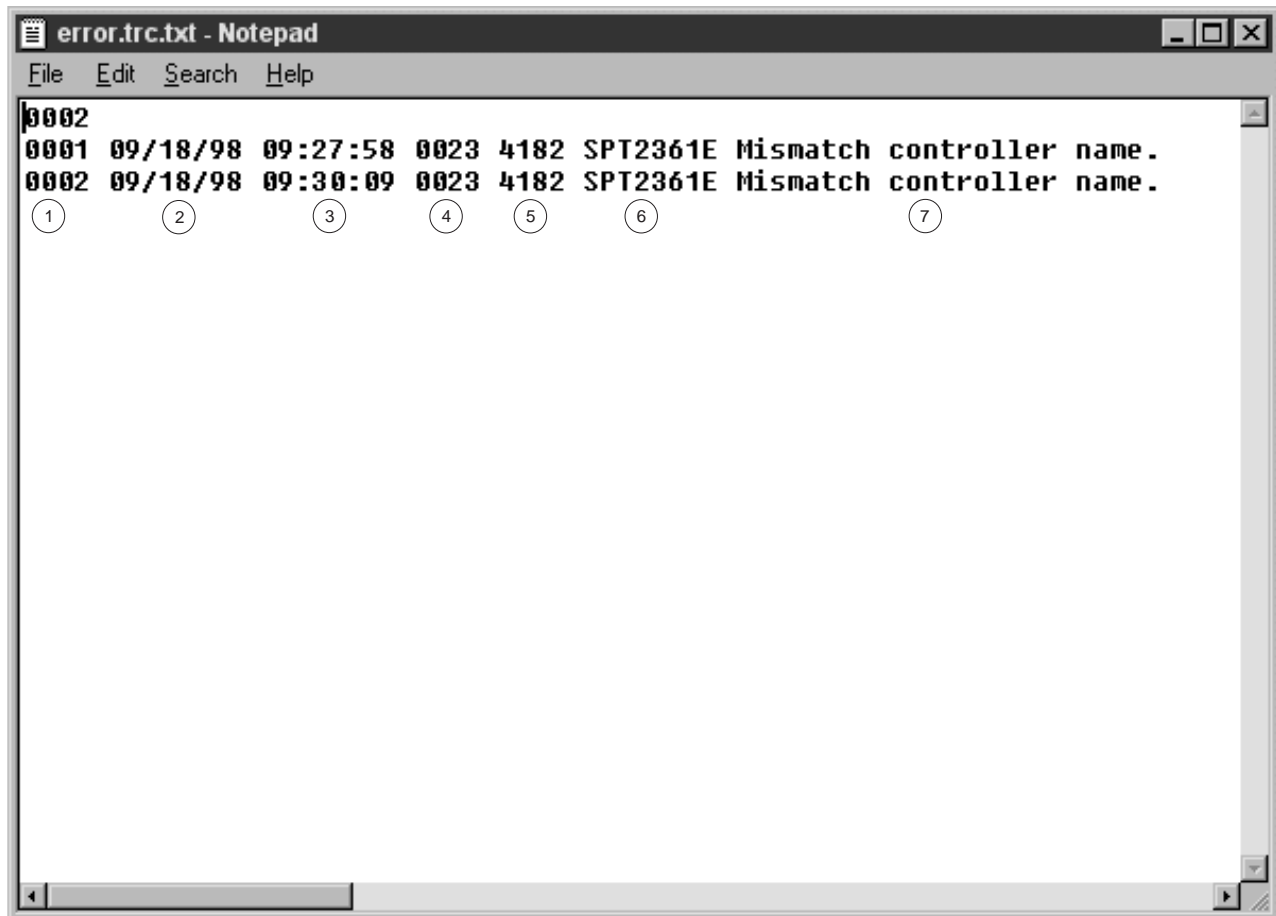 error.trc.txt - Notepad
File Edit Search Help
0002
0001 09/18/98 09:27:58 0023 4182 SPT2361E Mismatch controller name.
0002 09/18/98 09:30:09 0023 4182 SPT2361E Mismatch controller name.
1 2 3 4 5 6 7